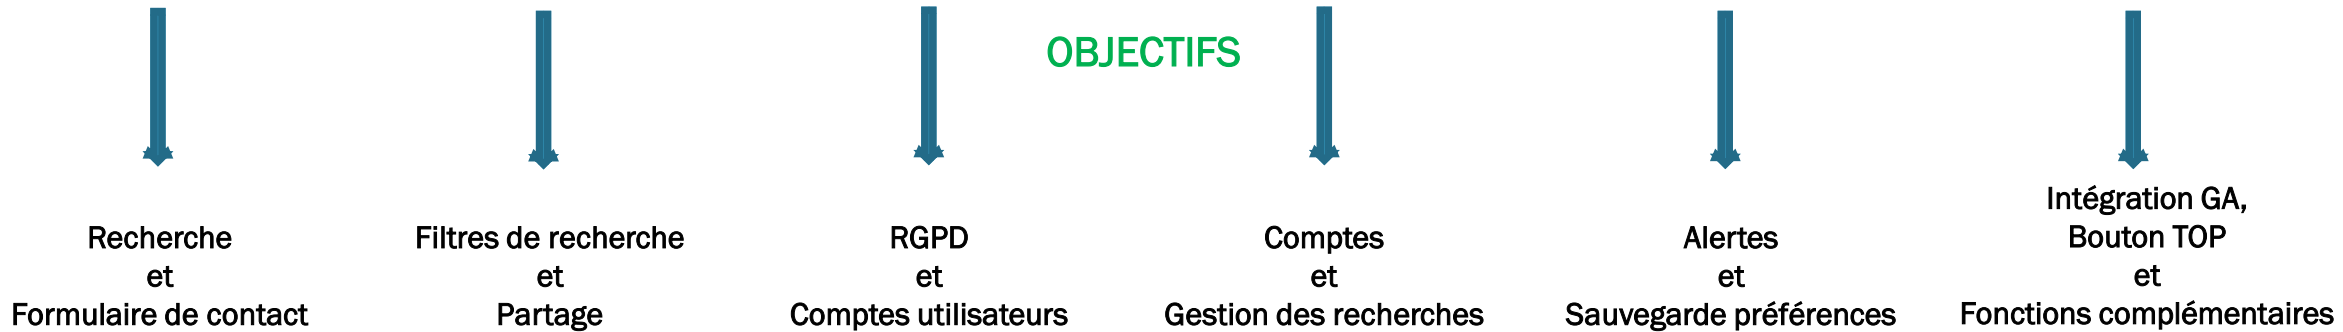 OBJECTIFS
Recherche
et
Formulaire de contact
Filtres de recherche
et
Partage
RGPD
et
Comptes utilisateurs
Comptes
et
Gestion des recherches
Alertes
et
Sauvegarde préférences
Intégration GA,
Bouton TOP
et
Fonctions complémentaires